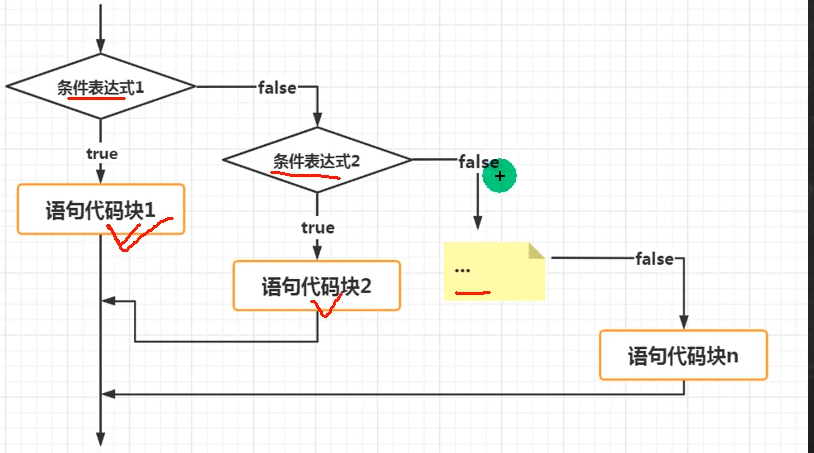 条件表达式1
false
条件表达式2
true
false
语句代码块1
true
...
false
语句代码块2
语句代码块n